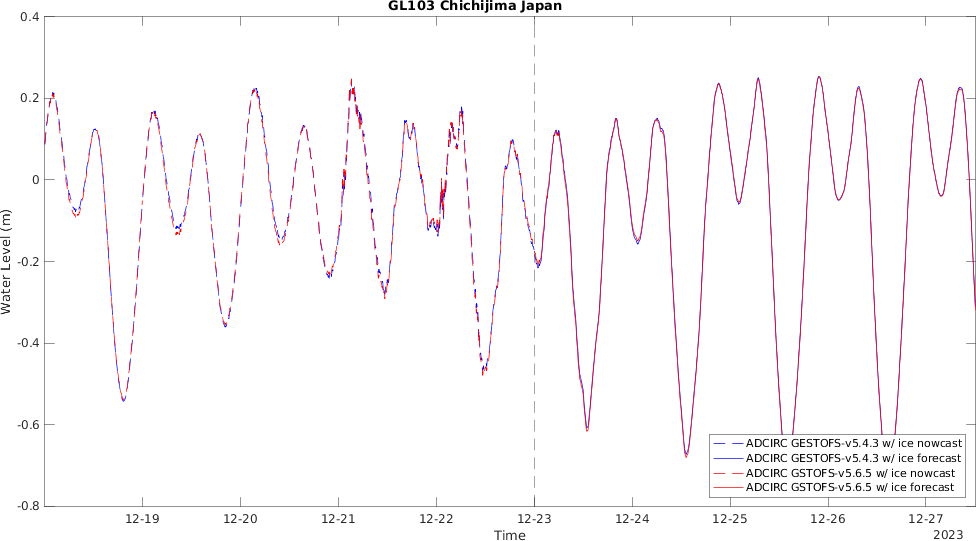 GL103 Chichijima Japan
0.4
0.2
0
-0.2
-0.4
-0.6
-0.8
Water Level (m)
12-19
12-20
12-21
12-22
12-23
12-24
12-25
12-26
12-27
Time
2023
ADCIRC GESTOFS-v5.4.3 w/ ice nowcast
ADCIRC GESTOFS-v5.4.3 w/ ice forecast
ADCIRC GSTOFS-v5.6.5 w/ ice nowcast
ADCIRC GSTOFS-v5.6.5 w/ ice forecast